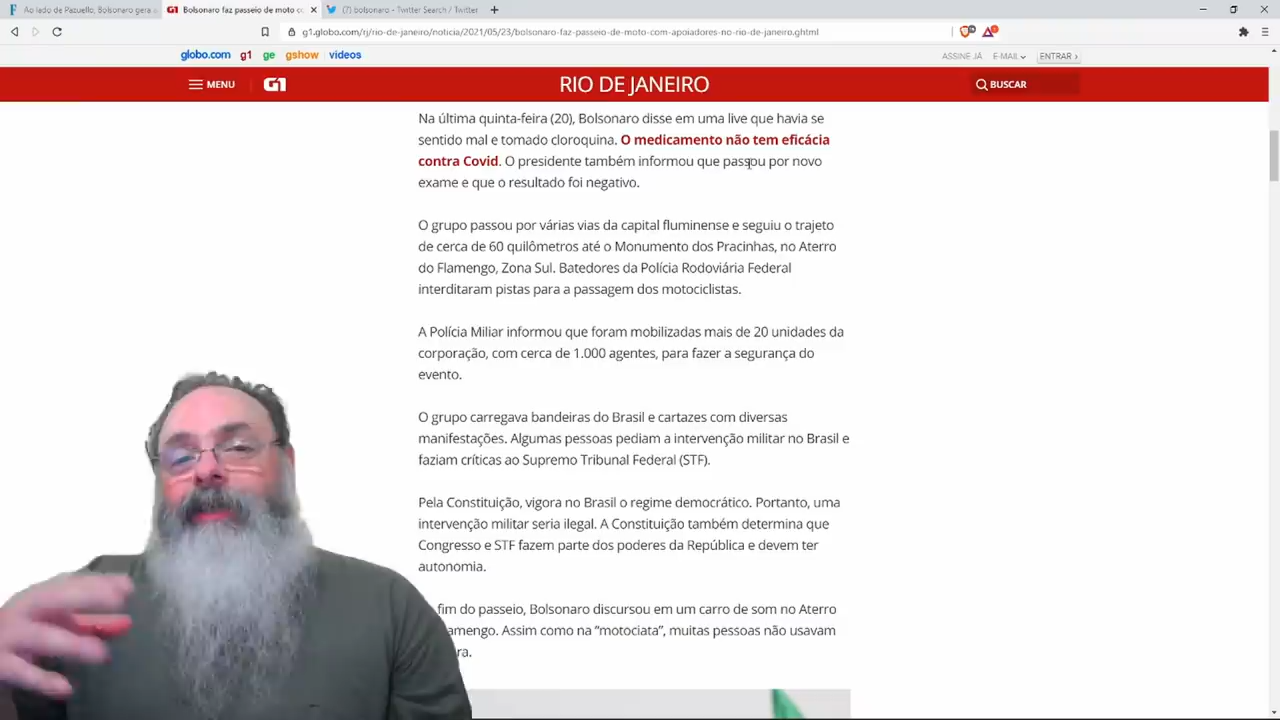 Ao lado de Pazuello, Bolsonaro gera a
G1 Bolsonaro faz passeio de moto co
(7) bolsonaro - Twitter Search / Twitter
g1.globo.com/rj/rio-de-janeiro/noticia/2021/05/23/bolsonaro-faz-passeio-de-moto-com-apoiadores-no-rio-de-janeiro.ghtml
globo.com g1 ge gshow vídeos
ASSINE JÁ E-MAIL ENTRAR ›
MENU G1 RIO DE JANEIRO BUSCAR
Na última quinta-feira (20), Bolsonaro disse em uma live que havia se
sentido mal e tomado cloroquina. O medicamento não tem eficácia
contra Covid. O presidente também informou que passou por novo
exame e que o resultado foi negativo.
O grupo passou por várias vias da capital fluminense e seguiu o trajeto
de cerca de 60 quilômetros até o Monumento dos Pracinhas, no Aterro
do Flamengo, Zona Sul. Batedores da Polícia Rodoviária Federal
interditaram pistas para a passagem dos motociclistas.
A Polícia Miliar informou que foram mobilizadas mais de 20 unidades da
corporação, com cerca de 1.000 agentes, para fazer a segurança do
evento.
O grupo carregava bandeiras do Brasil e cartazes com diversas
manifestações. Algumas pessoas pediam a intervenção militar no Brasil e
faziam críticas ao Supremo Tribunal Federal (STF).
Pela Constituição, vigora no Brasil o regime democrático. Portanto, uma
intervenção militar seria ilegal. A Constituição também determina que
Congresso e STF fazem parte dos poderes da República e devem ter
autonomia.
fim do passeio, Bolsonaro discursou em um carro de som no Aterro
amengo. Assim como na “motociata”, muitas pessoas não usavam
ra.